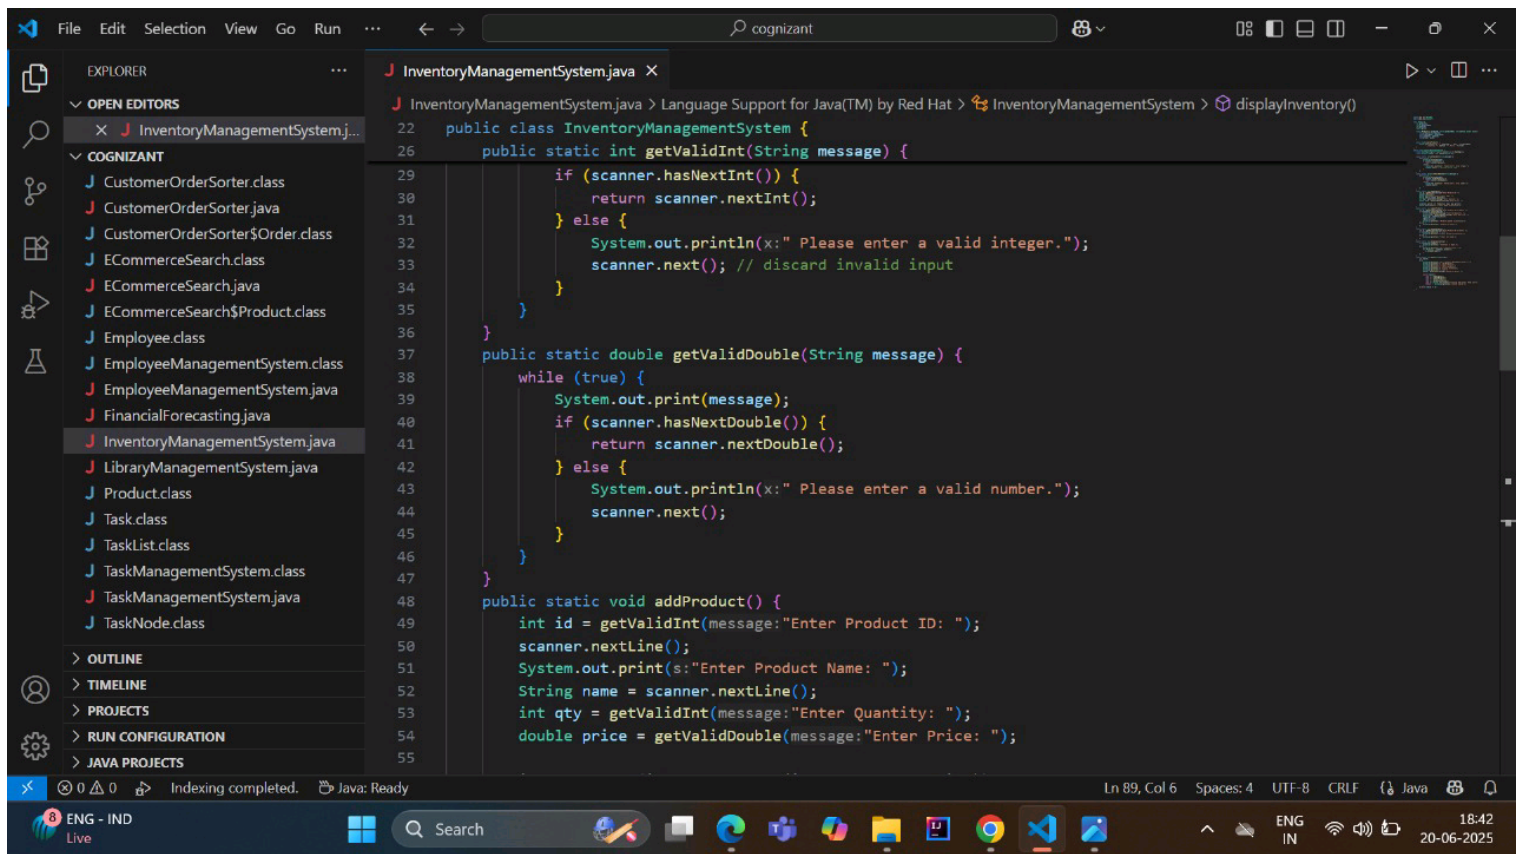 File Edit Selection View Go Run ··· cognizant
EXPLORER ···
OPEN EDITORS
InventoryManagementSystem.j...
COGNIZANT
J CustomerOrderSorter.class
J CustomerOrderSorter.java
J CustomerOrderSorter$Order.class
J ECommerceSearch.class
J ECommerceSearch.java
J ECommerceSearch$Product.class
J Employee.class
J EmployeeManagementSystem.class
J EmployeeManagementSystem.java
J FinancialForecasting.java
J InventoryManagementSystem.java
J LibraryManagementSystem.java
J Product.class
J Task.class
J TaskList.class
J TaskManagementSystem.class
J TaskManagementSystem.java
J TaskNode.class
OUTLINE
TIMELINE
PROJECTS
RUN CONFIGURATION
JAVA PROJECTS
J InventoryManagementSystem.java
J InventoryManagementSystem.java > Language Support for Java(TM) by Red Hat > InventoryManagementSystem > displayInventory()
22 public class InventoryManagementSystem {
26 public static int getValidInt(String message) {
29 if (scanner.hasNextInt()) {
30 return scanner.nextInt();
31 } else {
32 System.out.println(x:" Please enter a valid integer.");
33 scanner.next(); // discard invalid input
34 }
35 }
36 }
37 public static double getValidDouble(String message) {
38 while (true) {
39 System.out.print(message);
40 if (scanner.hasNextDouble()) {
41 return scanner.nextDouble();
42 } else {
43 System.out.println(x:" Please enter a valid number.");
44 scanner.next();
45 }
46 }
47 }
48 public static void addProduct() {
49 int id = getValidInt(message:"Enter Product ID: ");
50 scanner.nextLine();
51 System.out.print(s:"Enter Product Name: ");
52 String name = scanner.nextLine();
53 int qty = getValidInt(message:"Enter Quantity: ");
54 double price = getValidDouble(message:"Enter Price: ");
55
0 0 Indexing completed. Java: Ready Ln 89, Col 6 Spaces: 4 UTF-8 CRLF Java
8 ENG - IND
Live
Search
ENG
IN
18:42
20-06-2025